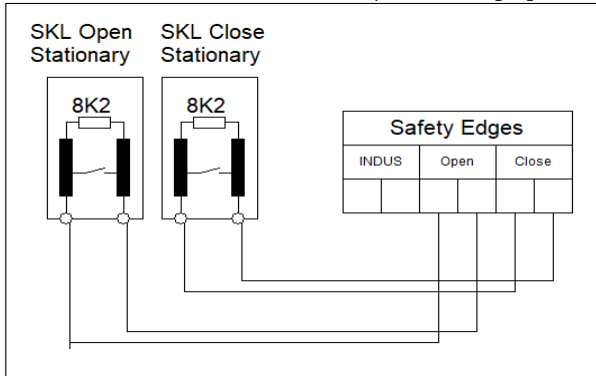 SKL Open
Stationary
SKL Close
Stationary
8K2
8K2
Safety Edges
INDUS
Open
Close